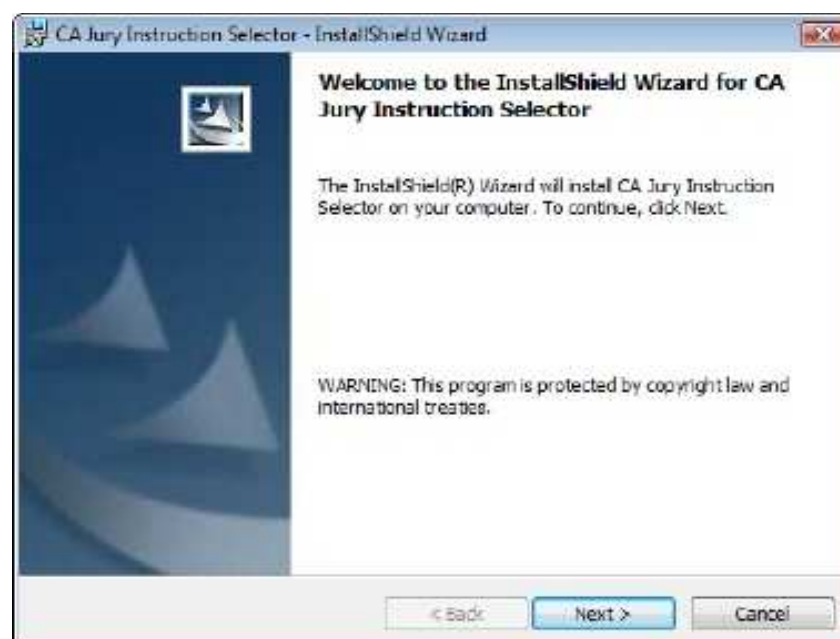 CA Jury Instruction Selector - InstallShield Wizard
Welcome to the InstallShield Wizard for CA
Jury Instruction Selector
The InstallShield(R) Wizard will install CA Jury Instruction
Selector on your computer. To continue, click Next.
WARNING: This program is protected by copyright law and
international treaties.
< Back
Next >
Cancel